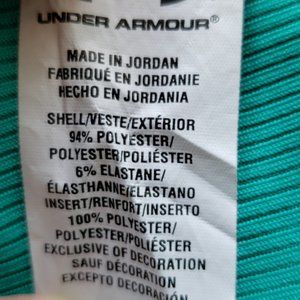 UNDER ARMOUR®
MADE IN JORDAN
FABRIQUÉ EN JORDANIE
HECHO EN JORDANIA
SHELL/VESTE/EXTÉRIOR
94% POLYESTER/
POLYESTER/POLIÉSTER
6% ELASTANE/
ÉLASTHANNE/ELASTANO
INSERT/RENFORT/INSERTO
100% POLYESTER/
POLYESTER/POLIÉSTER
EXCLUSIVE OF DECORATION
SAUF DÉCORATION
EXCEPTO DECORACIÓN